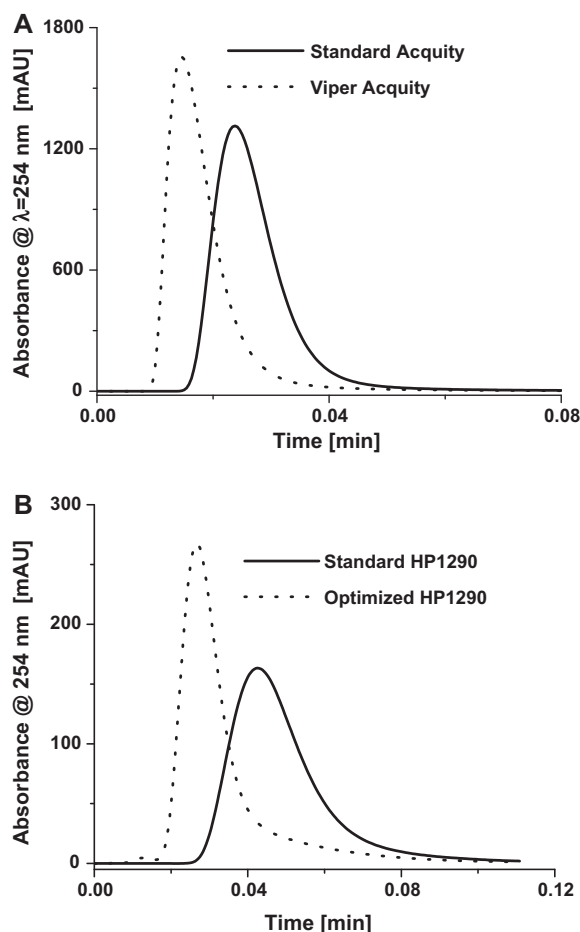 A
1800
1200
600
0
Absorbance @ λ=254 nm [mAU]
Standard Acquity
Viper Acquity
0.00
0.04
0.08
Time [min]
B
300
200
100
0
Absorbance @ 254 nm [mAU]
Standard HP1290
Optimized HP1290
0.00
0.04
0.08
0.12
Time [min]